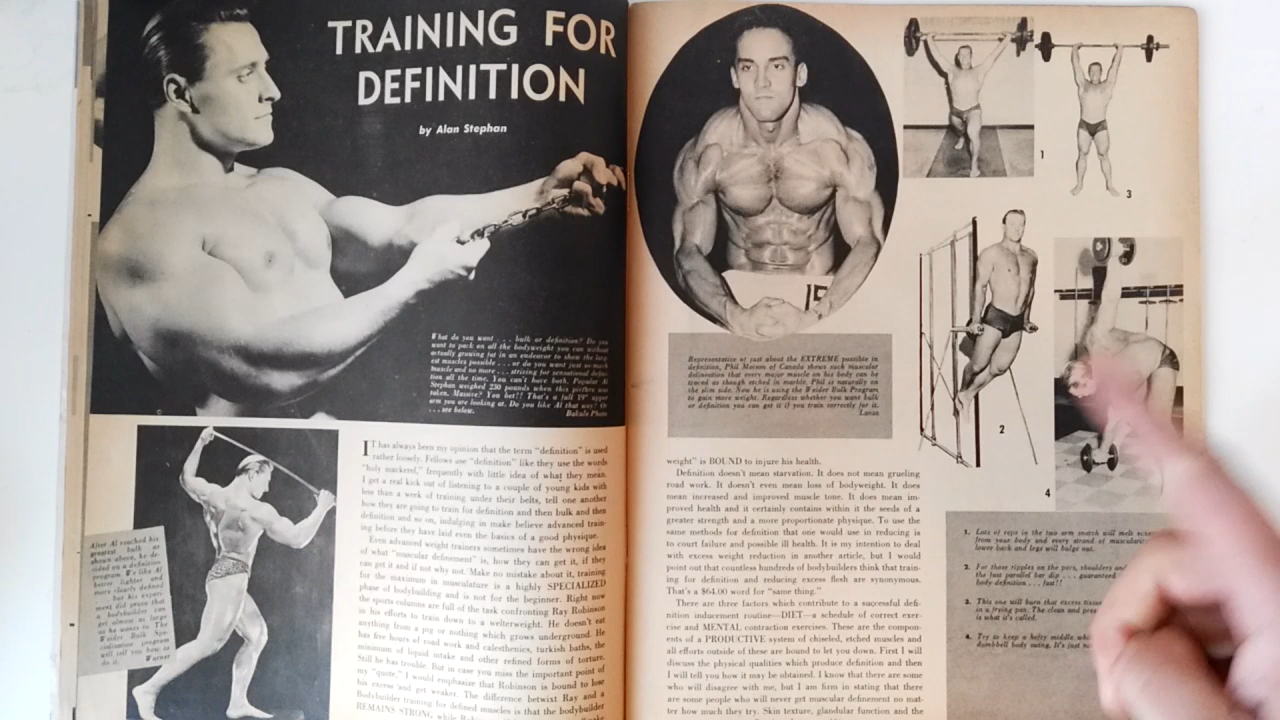 TRAINING FOR
DEFINITION
by Alan Stephan
What do you want . . . bulk or definition? Do you
want to pack on all the bodyweight you can without
actually growing fat in an endeavor to show the larg-
est muscles possible . . . or do you want just so much
muscle and no more . . . striving for sensational defini-
tion all the time. You can't have both. Popular Al
Stephan weighed 230 pounds when this picture was
taken. Massive? You bet!! That's a full 19" upper
arm you are looking at. Do you like Al that way? Or
. . . see below.
Bakule Photo
After Al reached his
greatest bulk as
shown above, he de-
cided on a definition
program. We like Al
better lighter and
more clearly defined
but his experi-
ment did prove that
a bodybuilder can
get almost as large
as he wants to. The
Weider Bulk Spe-
cialization program
will tell you how to
do it.
Warner
IT has always been my opinion that the term "definition" is used
rather loosely. Fellows use "definition" like they use the words
"holy mackerel," frequently with little idea of what they mean.
I get a real kick out of listening to a couple of young kids with
less than a week of training under their belts, tell one another
how they are going to train for definition and then bulk and then
definition and so on, indulging in make believe advanced train-
ing before they have laid even the basics of a good physique.
Even advanced weight trainers sometimes have the wrong idea
of what "muscular definement" is, how they can get it, if they
can get it and if not why not. Make no mistake about it, training
for the maximum in musculature is a highly SPECIALIZED
phase of bodybuilding and is not for the beginner. Right now
the sports columns are full of the task confronting Ray Robinson
in his efforts to train down to a welterweight. He doesn't eat
anything from a pig or nothing which grows underground. He
has five hours of road work and calesthenics, turkish baths, the
minimum of liquid intake and other refined forms of torture.
Still he has trouble. But in case you miss the important point of
my "quote," I would emphasize that Robinson is bound to lose
his excess and get weaker. The difference betwixt Ray and a
Bodybuilder training for defined muscles is that the bodybuilder
REMAINS STRONG while
Representative of just about the EXTREME possible in
definition, Phil Moison of Canada shows such muscular
delineation that every major muscle on his body can be
traced as though etched in marble. Phil is naturally on
the slim side. Now he is using the Weider Bulk Program
to gain more weight. Regardless whether you want bulk
or definition you can get it if you train correctly for it.
Lanza
weight" is BOUND to injure his health.
Definition doesn't mean starvation. It does not mean grueling
road work. It doesn't even mean loss of bodyweight. It does
mean increased and improved muscle tone. It does mean im-
proved health and it certainly contains within it the seeds of a
greater strength and a more proportionate physique. To use the
same methods for definition that one would use in reducing is
to court failure and possible ill health. It is my intention to deal
with excess weight reduction in another article, but I would
point out that countless hundreds of bodybuilders think that train-
ing for definition and reducing excess flesh are synonymous.
That's a $64.00 word for "same thing."
There are three factors which contribute to a successful defi-
nition inducement routine—DIET—a schedule of correct exer-
cise and MENTAL contraction exercises. These are the compon-
ents of a PRODUCTIVE system of chiseled, etched muscles and
all efforts outside of these are bound to let you down. First I will
discuss the physical qualities which produce definition and then
I will tell you how it may be obtained. I know that there are some
who will disagree with me, but I am firm in stating that there
are some people who will never get muscular definement no mat-
ter how much they try. Skin texture, glandular function and the
1
3
2
4
1. Lots of reps in the two arm snatch will melt
from your body and every strand of
lower back and legs will bulge out.
2. For those ripples on the pecs, shoulders and
the last parallel bar dip . . . guaranteed
body definition . . . fast!!
3. This one will burn that excess
in a frying pan. The clean and
is what it's called.
4. Try to keep a hefty middle
dumbbell body swing. It's just